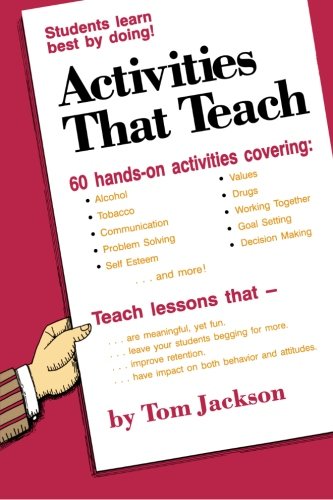 Students learn
best by doing!
Activities
That Teach
60 hands-on activities covering:
• Alcohol
• Tobacco
• Communication
• Problem Solving
• Self Esteem
• Values
• Drugs
• Working Together
• Goal Setting
• Decision Making
. . . and more!
Teach lessons that –
. . . are meaningful, yet fun.
. . . leave your students begging for more.
. . . improve retention.
. . . have impact on both behavior and attitudes.
by Tom Jackson